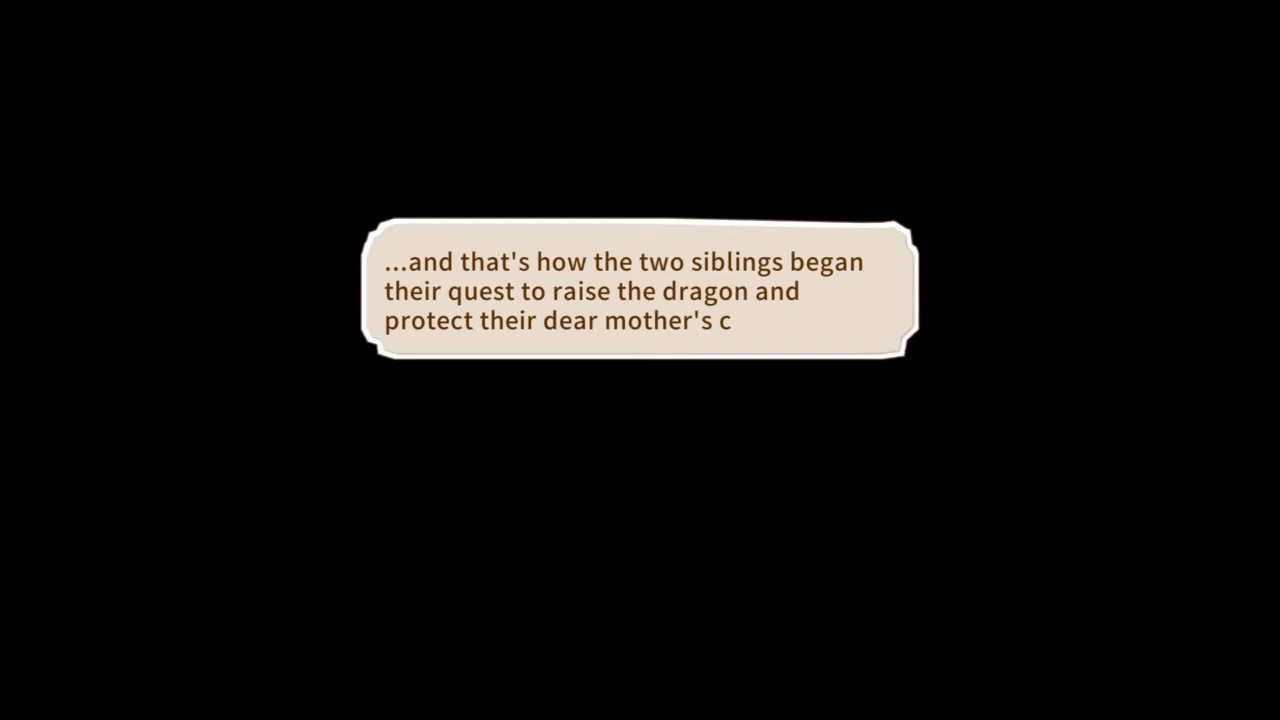 ...and that's how the two siblings began
their quest to raise the dragon and
protect their dear mother's c